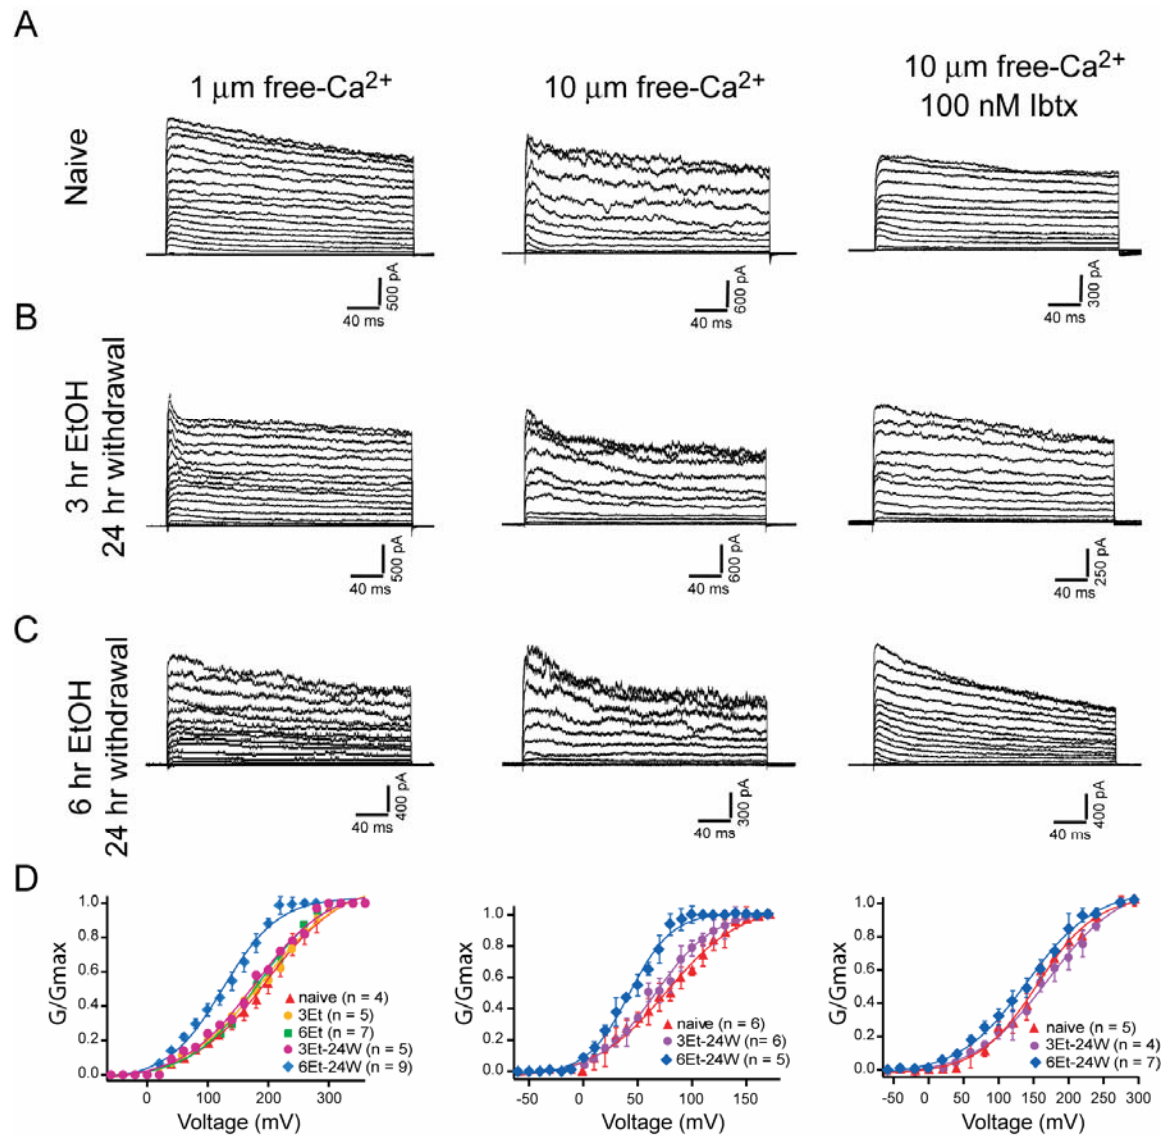 A
1 μm free-Ca2+
10 μm free-Ca2+
10 μm free-Ca2+
100 nM Ibtx
Naive
500 pA
40 ms
600 pA
40 ms
300 pA
40 ms
B
3 hr EtOH
24 hr withdrawal
500 pA
40 ms
600 pA
40 ms
250 pA
40 ms
C
6 hr EtOH
24 hr withdrawal
400 pA
40 ms
300 pA
40 ms
400 pA
40 ms
D
G/Gmax
1.0
0.8
0.6
0.4
0.2
0.0
naive (n = 4)
3Et (n = 5)
6Et (n = 7)
3Et-24W (n = 5)
6Et-24W (n = 9)
0 100 200 300
Voltage (mV)
G/Gmax
1.0
0.8
0.6
0.4
0.2
0.0
naive (n = 6)
3Et-24W (n= 6)
6Et-24W (n = 5)
-50 0 50 100 150
Voltage (mV)
G/Gmax
1.0
0.8
0.6
0.4
0.2
0.0
naive (n = 5)
3Et-24W (n = 4)
6Et-24W (n = 7)
-50 0 50 100 150 200 250 300
Voltage (mV)